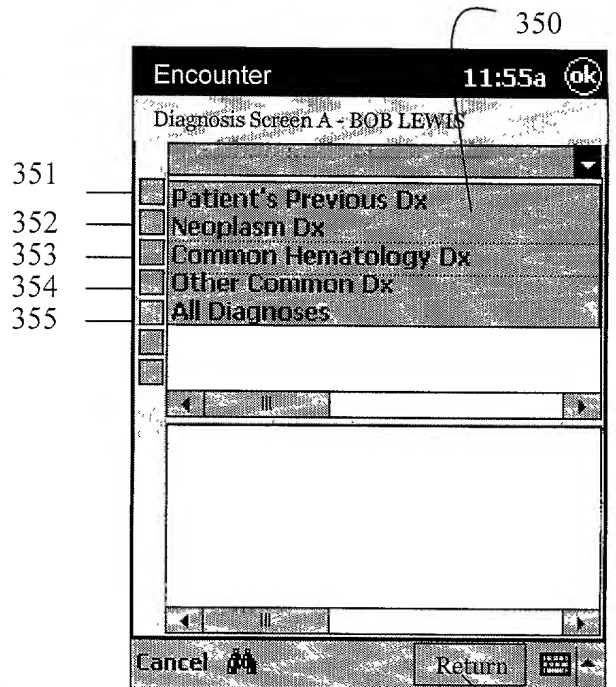 350
Encounter 11:55a ok
Diagnosis Screen A - BOB LEWIS
351 Patient's Previous Dx
352 Neoplasm Dx
353 Common Hematology Dx
354 Other Common Dx
355 All Diagnoses
Cancel Return